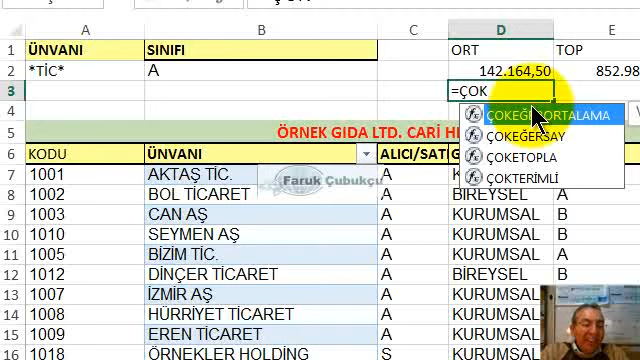 A B C D E
1 ÜNVANI SINIFI ORT TOP
2 *TİC* A 142.164,50 852.98
3 =ÇOK
4 ÇOKEĞERORTALAMA
ÇOKEĞERSAY
5 ÖRNEK GIDA LTD. CARİ H
ÇOKETOPLA
6 KODU ÜNVANI ALICI/SATI G
ÇOKTERİMLİ
7 1001 AKTAŞ TİC. A
8 1002 BOL TİCARET A BİREYSEL A
9 1003 CAN AŞ A KURUMSAL B
10 1010 SEYMEN AŞ A KURUMSAL B
11 1005 BİZİM TİC. A KURUMSAL A
12 1012 DİNÇER TİCARET A BİREYSEL B
13 1007 İZMİR AŞ A KURUMSAL
14 1008 HÜRRİYET TİCARET A KURUMSAL
15 1009 EREN TİCARET A KURUMSAL
16 1018 ÖRNEKLER HOLDİNG S KURUMSAL
Faruk Çubukçu